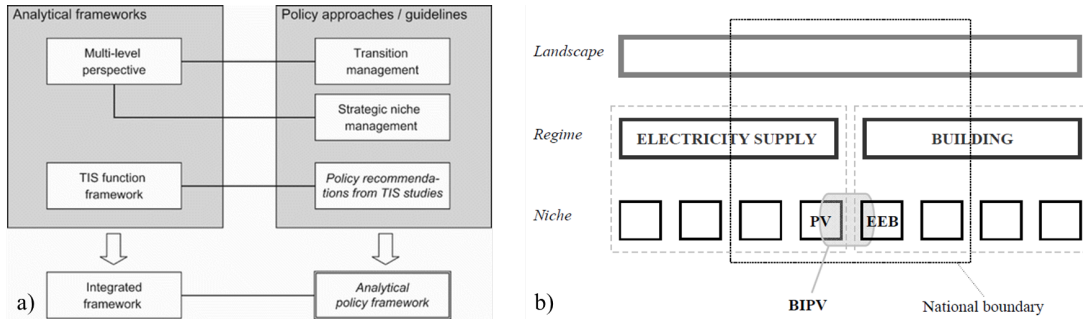 Analytical frameworks
Policy approaches / guidelines
Multi-level
perspective
Transition
management
Strategic niche
management
TIS function
framework
Policy recommenda-
tions from TIS studies
Integrated
framework
Analytical
policy framework
a)
Landscape
Regime
ELECTRICITY SUPPLY
BUILDING
Niche
PV
EEB
BIPV
National boundary
b)